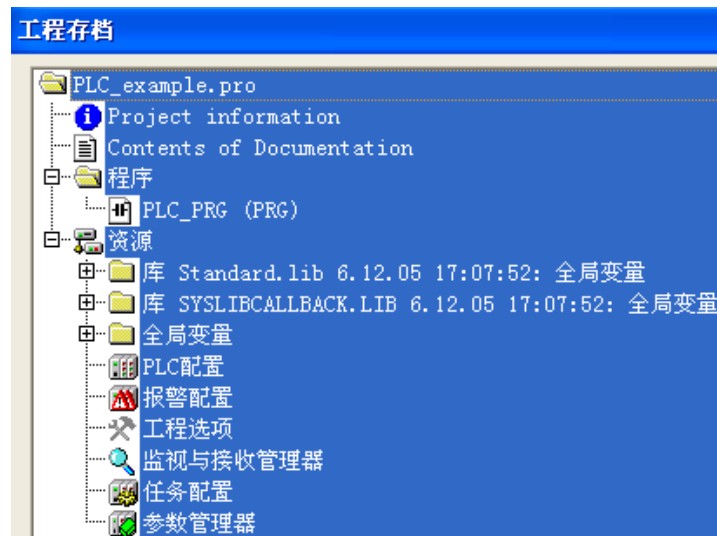 工程存档
PLC_example.pro
Project information
Contents of Documentation
程序
PLC_PRG (PRG)
资源
库 Standard.lib 6.12.05 17:07:52: 全局变量
库 SYSLIBCALLBACK.LIB 6.12.05 17:07:52: 全局变量
全局变量
PLC配置
报警配置
工程选项
监视与接收管理器
任务配置
参数管理器